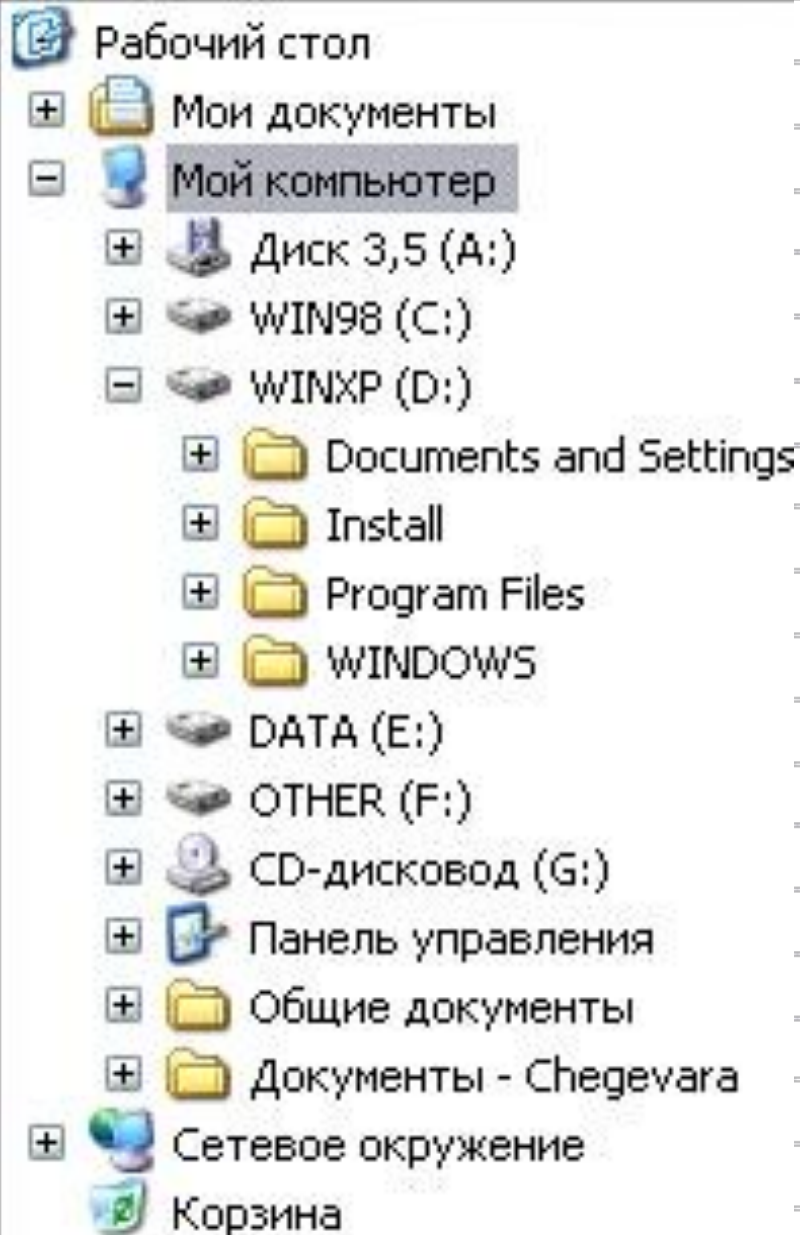 Рабочий стол
Мои документы
Мой компьютер
Диск 3,5 (A:)
WIN98 (C:)
WINXP (D:)
Documents and Settings
Install
Program Files
WINDOWS
DATA (E:)
OTHER (F:)
CD-дисковод (G:)
Панель управления
Общие документы
Документы - Chegevara
Сетевое окружение
Корзина